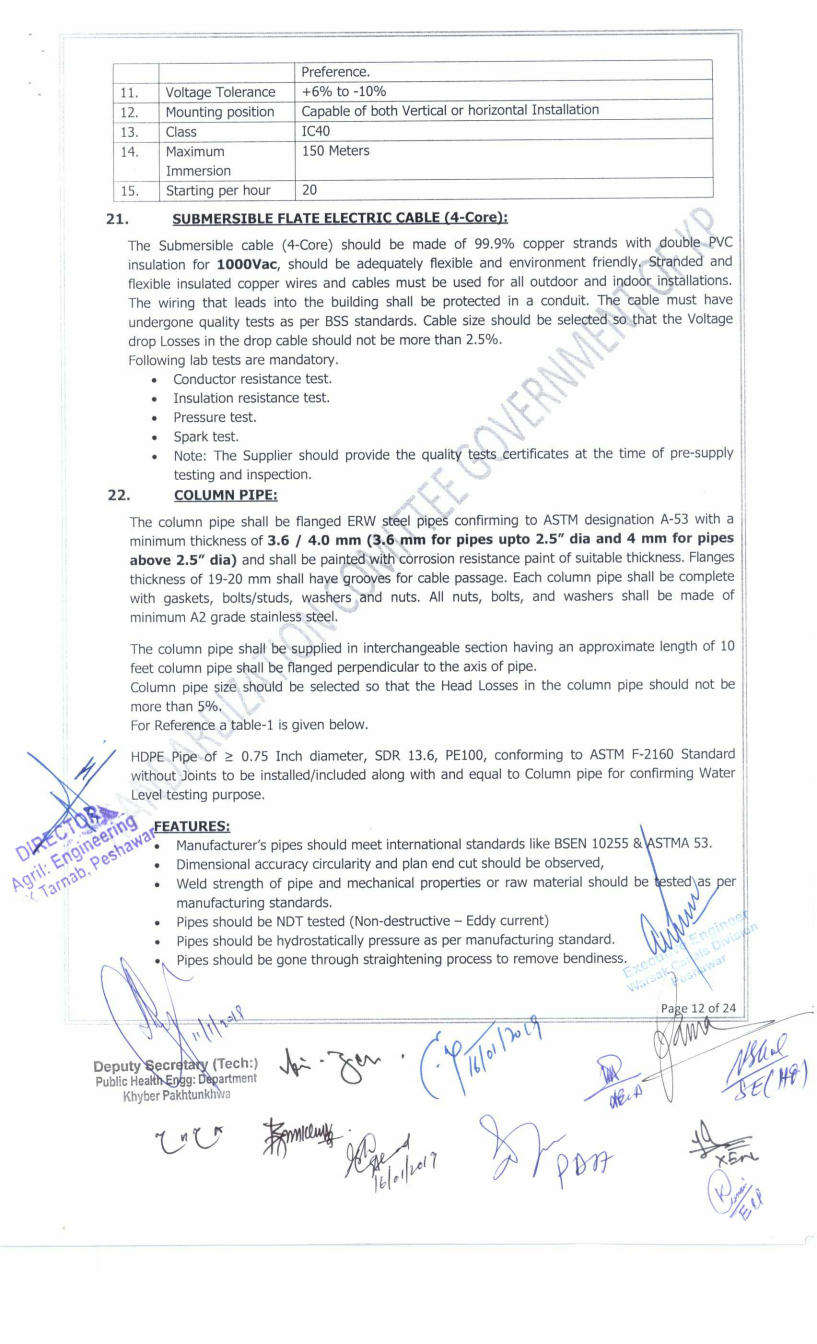 Preference.
11. Voltage Tolerance +6% to -10%
12. Mounting position Capable of both Vertical or horizontal Installation
13. Class IC40
14. Maximum 150 Meters
Immersion
15. Starting per hour 20
21. SUBMERSIBLE FLATE ELECTRIC CABLE (4-Core):
The Submersible cable (4-Core) should be made of 99.9% copper strands with double PVC
insulation for 1000Vac, should be adequately flexible and environment friendly. Stranded and
flexible insulated copper wires and cables must be used for all outdoor and indoor installations.
The wiring that leads into the building shall be protected in a conduit. The cable must have
undergone quality tests as per BSS standards. Cable size should be selected so that the Voltage
drop Losses in the drop cable should not be more than 2.5%.
Following lab tests are mandatory.
• Conductor resistance test.
• Insulation resistance test.
• Pressure test.
• Spark test.
• Note: The Supplier should provide the quality tests certificates at the time of pre-supply
testing and inspection.
22. COLUMN PIPE:
The column pipe shall be flanged ERW steel pipes confirming to ASTM designation A-53 with a
minimum thickness of 3.6 / 4.0 mm (3.6 mm for pipes upto 2.5” dia and 4 mm for pipes
above 2.5” dia) and shall be painted with corrosion resistance paint of suitable thickness. Flanges
thickness of 19-20 mm shall have grooves for cable passage. Each column pipe shall be complete
with gaskets, bolts/studs, washers and nuts. All nuts, bolts, and washers shall be made of
minimum A2 grade stainless steel.
The column pipe shall be supplied in interchangeable section having an approximate length of 10
feet column pipe shall be flanged perpendicular to the axis of pipe.
Column pipe size should be selected so that the Head Losses in the column pipe should not be
more than 5%.
For Reference a table-1 is given below.
HDPE Pipe of ≥ 0.75 Inch diameter, SDR 13.6, PE100, conforming to ASTM F-2160 Standard
without Joints to be installed/included along with and equal to Column pipe for confirming Water
Level testing purpose.
FEATURES:
• Manufacturer's pipes should meet international standards like BSEN 10255 & ASTMA 53.
• Dimensional accuracy circularity and plan end cut should be observed,
• Weld strength of pipe and mechanical properties or raw material should be tested as per
manufacturing standards.
• Pipes should be NDT tested (Non-destructive – Eddy current)
• Pipes should be hydrostatically pressure as per manufacturing standard.
• Pipes should be gone through straightening process to remove bendiness.
STANDARDIZATION COMMITTEE GOVERNMENT OF KP
DIRECTOR
Agril: Engineering
Tarnab, Peshawar
Executive Engineer
Warsak Canals Division
Peshawar
Page 12 of 24
11/1/2018
Deputy Secretary (Tech:)
Public Health Engg: Department
Khyber Pakhtunkhwa
16/01/2019
SE(HQ)
16/01/2019
XEN